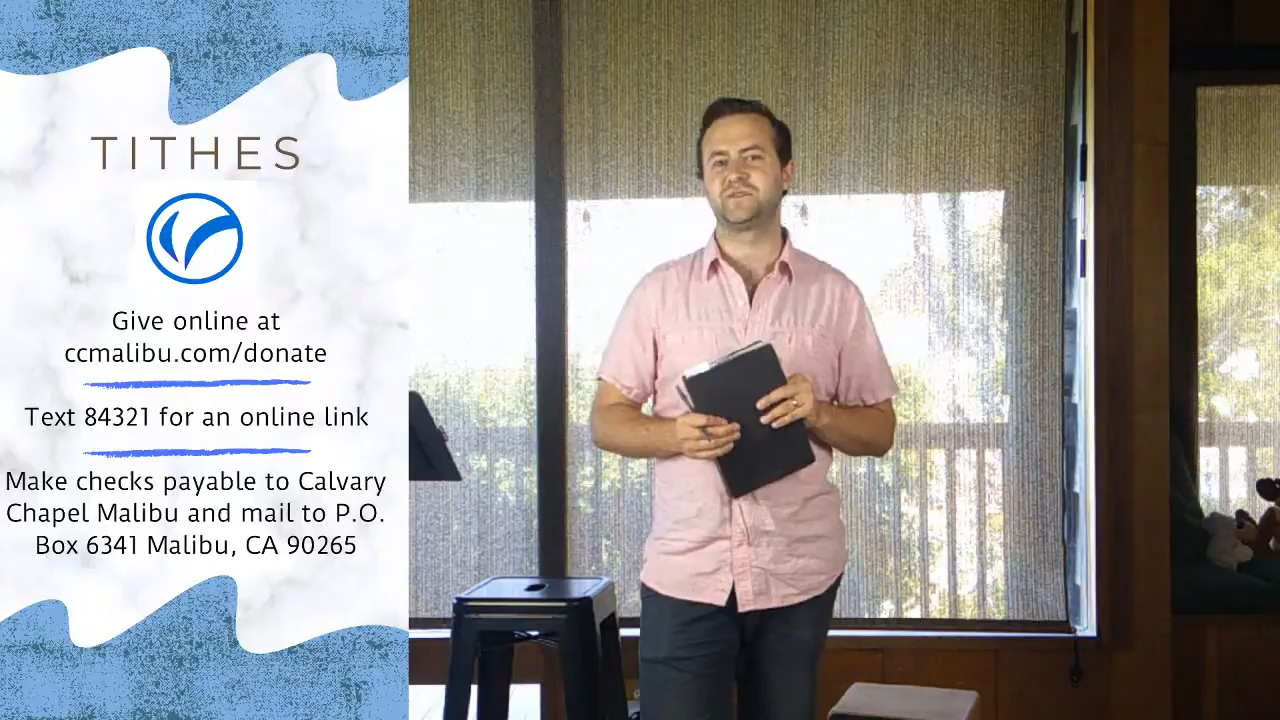 TITHES
Give online at
ccmalibu.com/donate
Text 84321 for an online link
Make checks payable to Calvary
Chapel Malibu and mail to P.O.
Box 6341 Malibu, CA 90265